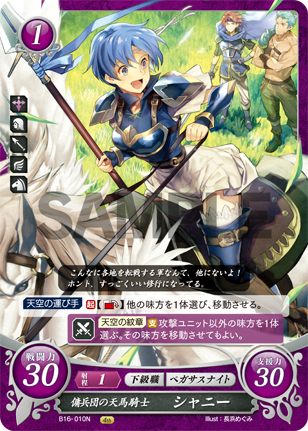 1
SAMPLE
こんなに各地を転戦する軍なんて、他にないよ！
ホント、すっごくいい修行になってる。
天空の運び手 起【 】他の味方を1体選び、移動させる。
天空の紋章 攻撃ユニット以外の味方を1体
選ぶ。その味方を移動させてもよい。
戦闘力
30
射程 1 下級職 ペガサスナイト
支援力
30
傭兵団の天馬騎士 シャニー
B16-010N
Illust：長浜めぐみ